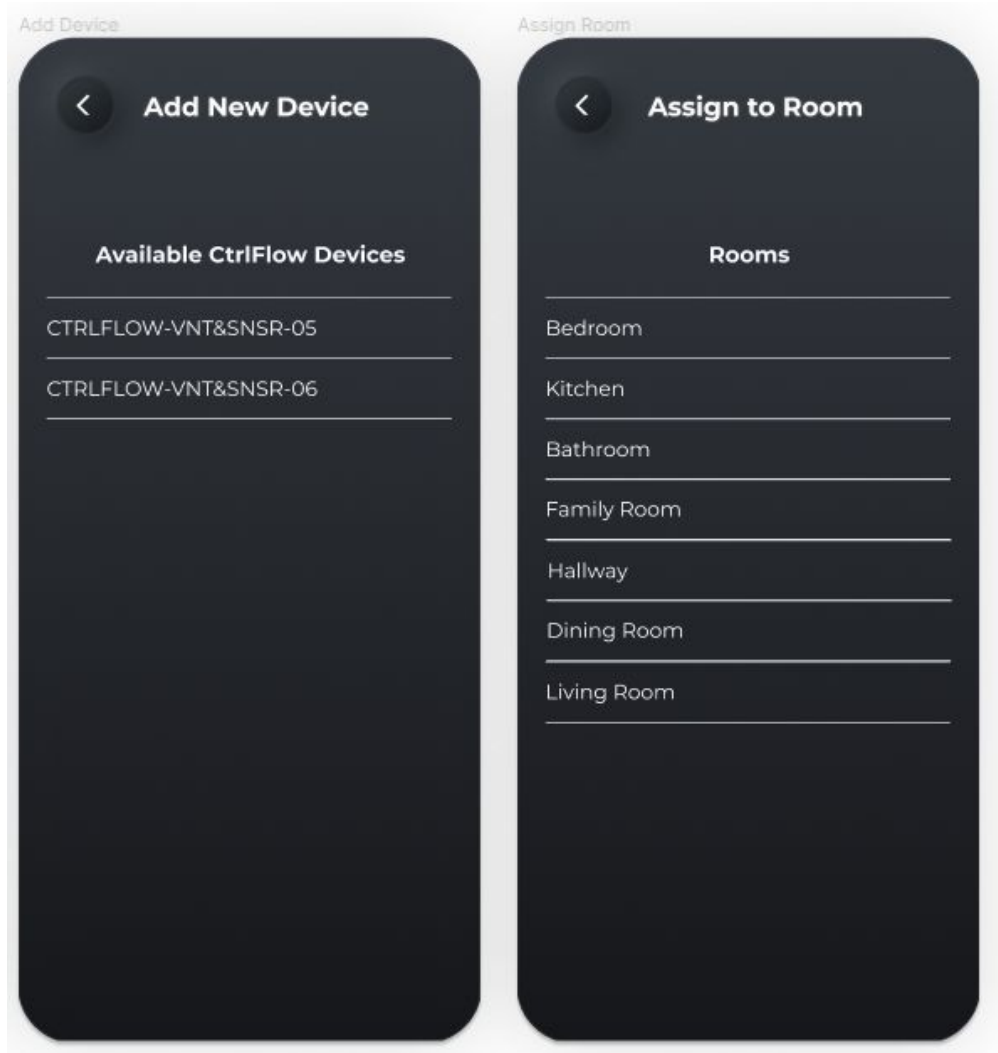 Add Device
Add New Device
Available CtrlFlow Devices
CTRLFLOW-VNT&SNSR-05
CTRLFLOW-VNT&SNSR-06
Assign Room
Assign to Room
Rooms
Bedroom
Kitchen
Bathroom
Family Room
Hallway
Dining Room
Living Room